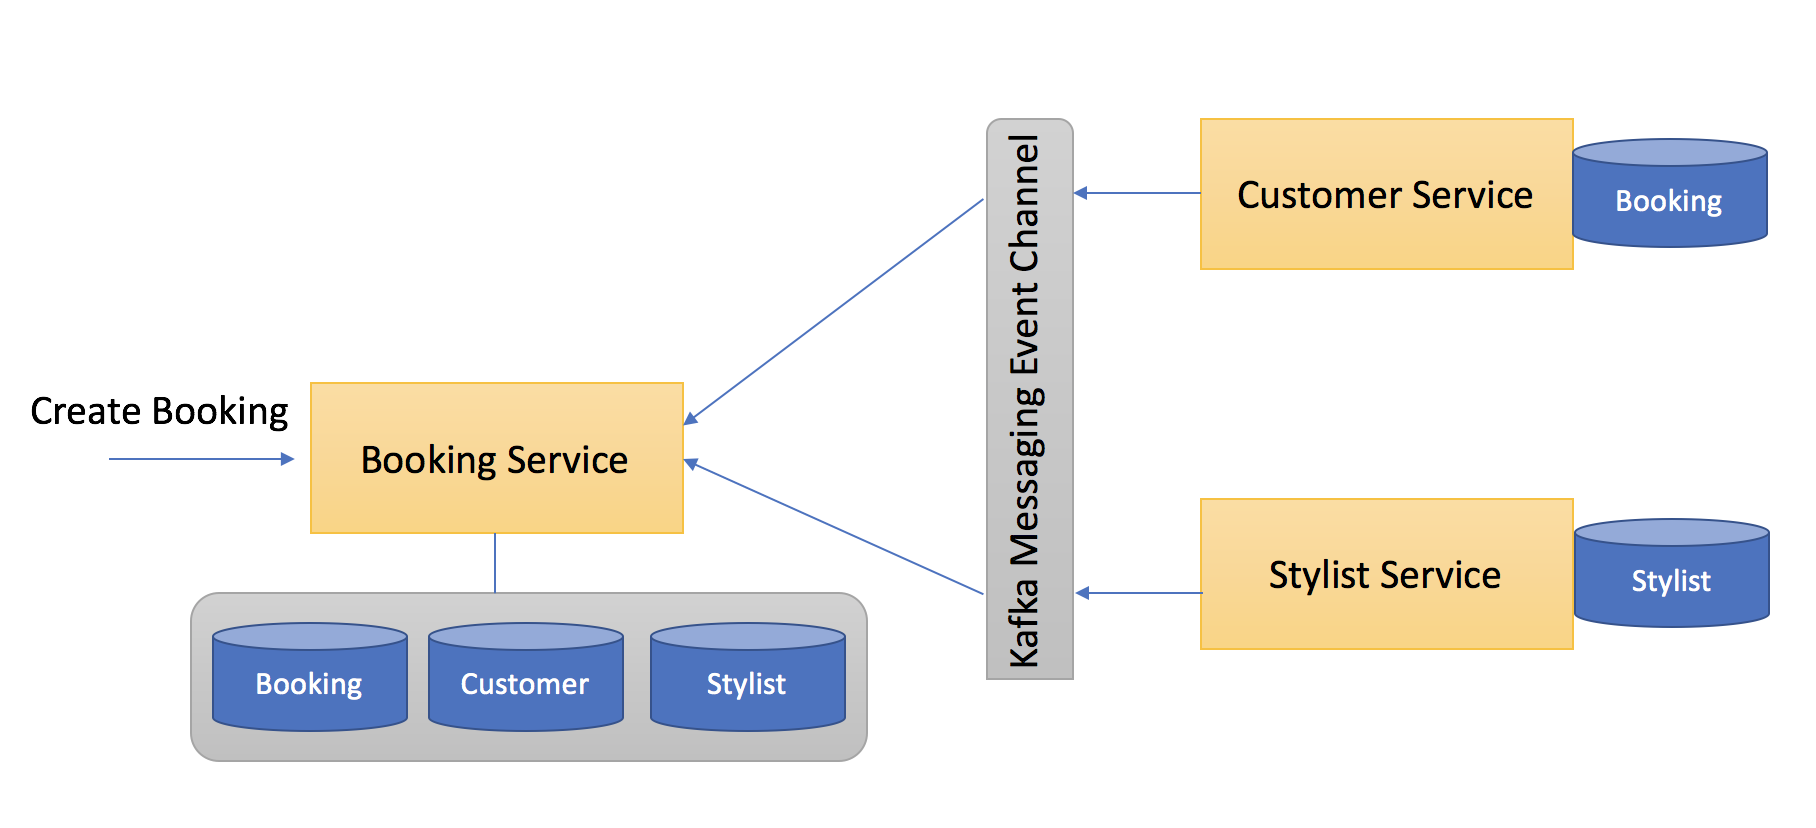 Create Booking
Booking Service
Booking
Customer
Stylist
Kafka Messaging Event Channel
Customer Service
Booking
Stylist Service
Stylist